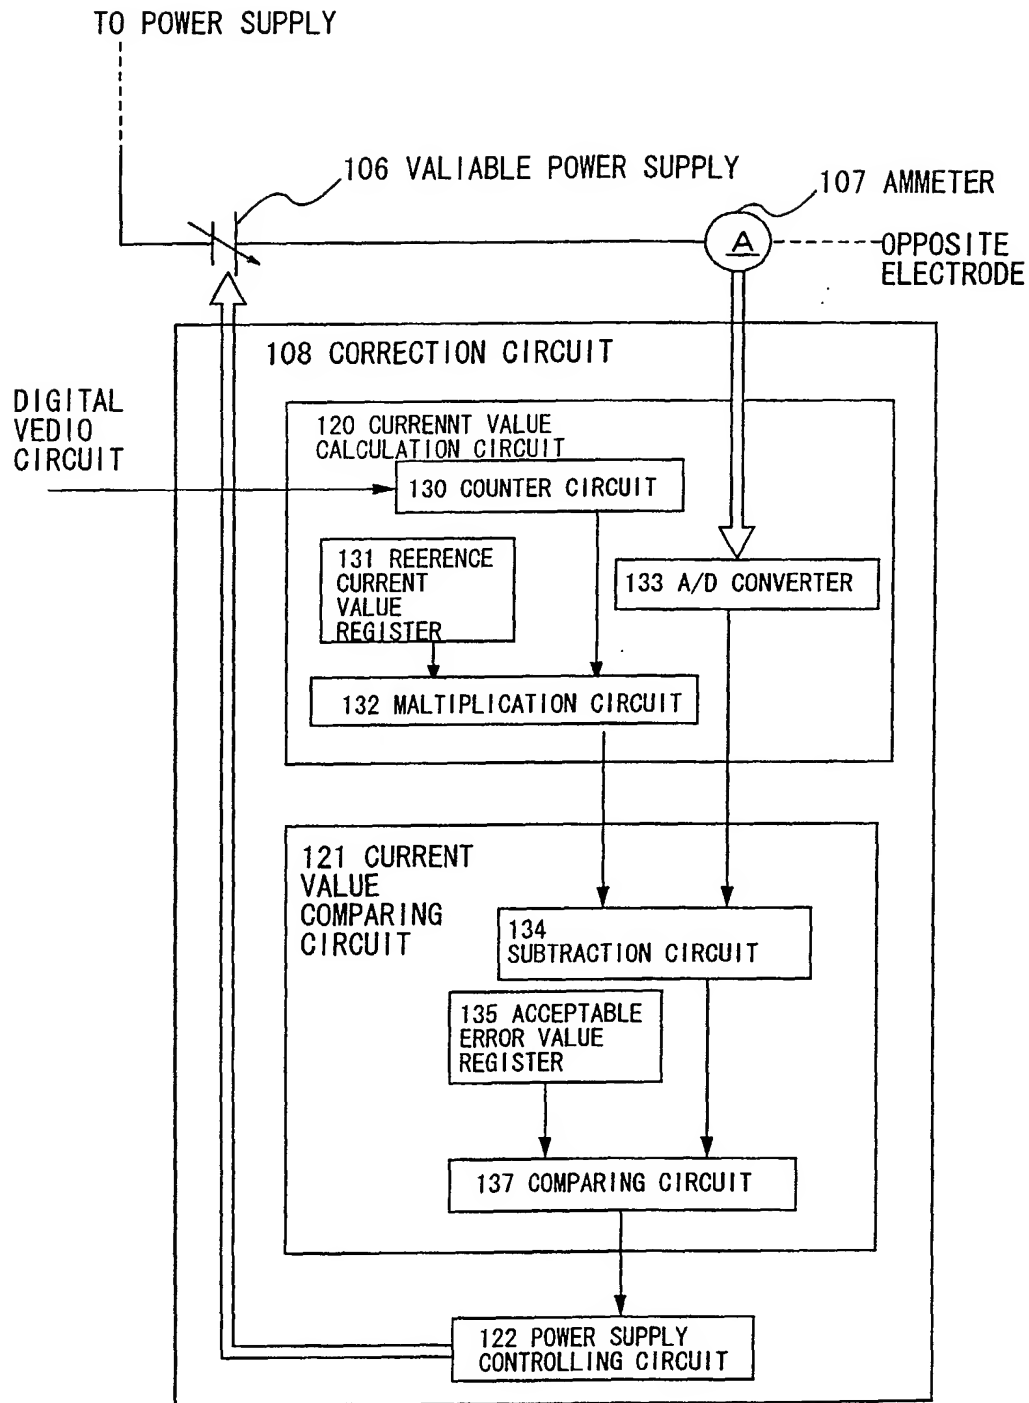 TO POWER SUPPLY
106 VALIABLE POWER SUPPLY
107 AMMETER
A
OPPOSITE
ELECTRODE
108 CORRECTION CIRCUIT
DIGITAL
VEDIO
CIRCUIT
120 CURRENNT VALUE
CALCULATION CIRCUIT
130 COUNTER CIRCUIT
131 REERENCE
CURRENT
VALUE
REGISTER
133 A/D CONVERTER
132 MALTIPLICATION CIRCUIT
121 CURRENT
VALUE
COMPARING
CIRCUIT
134
SUBTRACTION CIRCUIT
135 ACCEPTABLE
ERROR VALUE
REGISTER
137 COMPARING CIRCUIT
122 POWER SUPPLY
CONTROLLING CIRCUIT